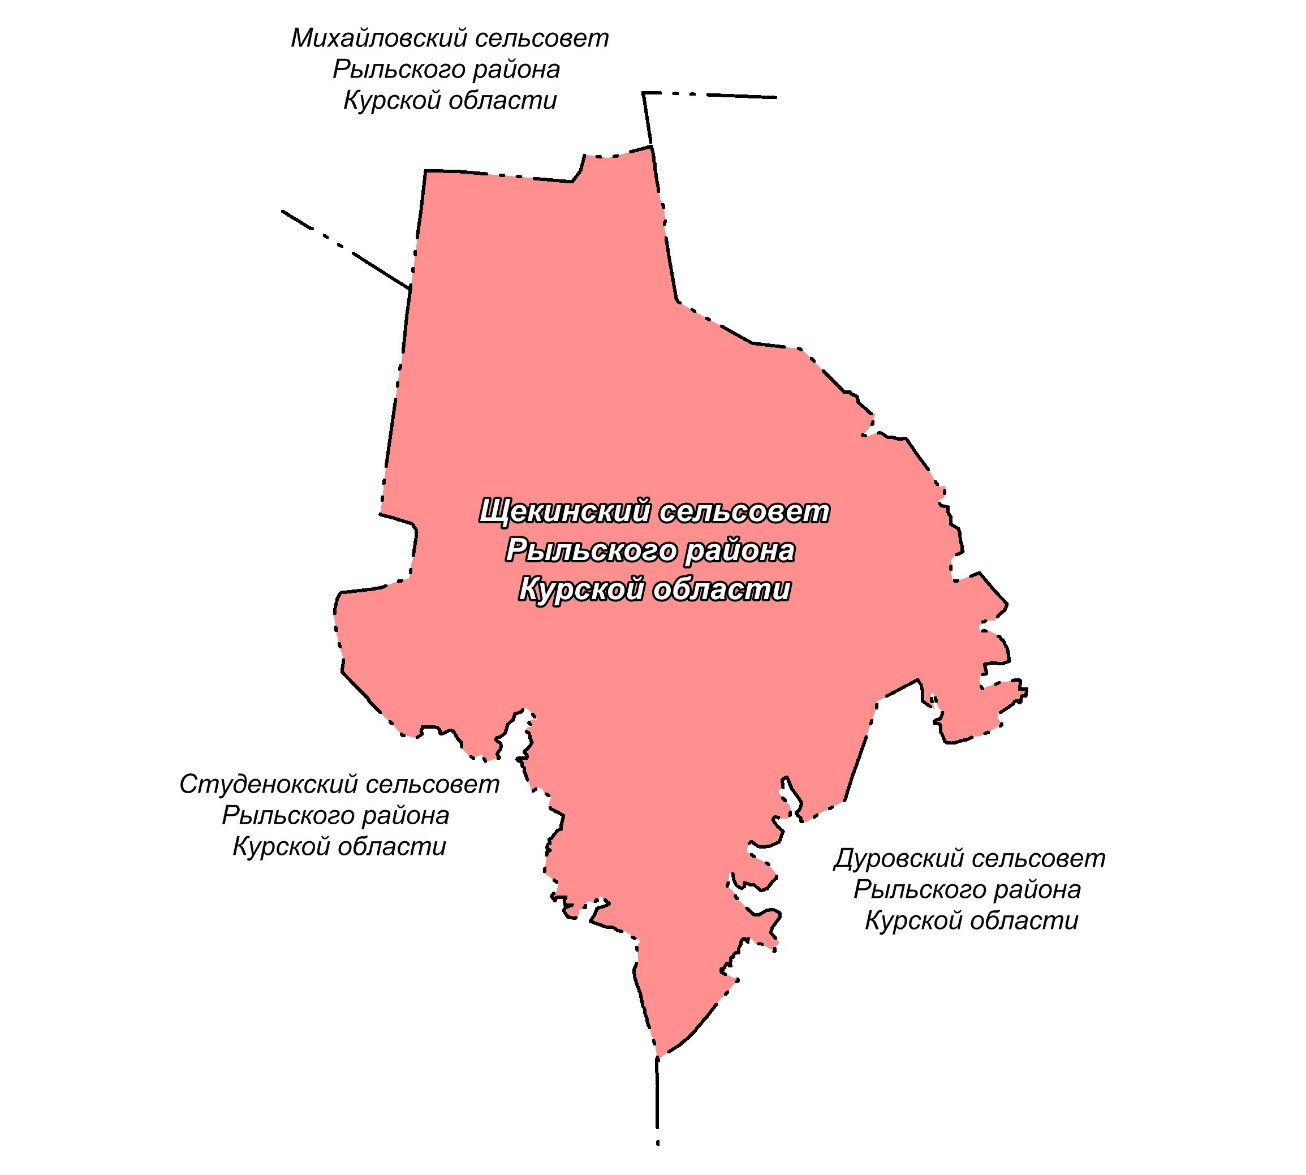 Михайловский сельсовет
Рыльского района
Курской области
Щекинский сельсовет
Рыльского района
Курской области
Студенокский сельсовет
Рыльского района
Курской области
Дуровский сельсовет
Рыльского района
Курской области